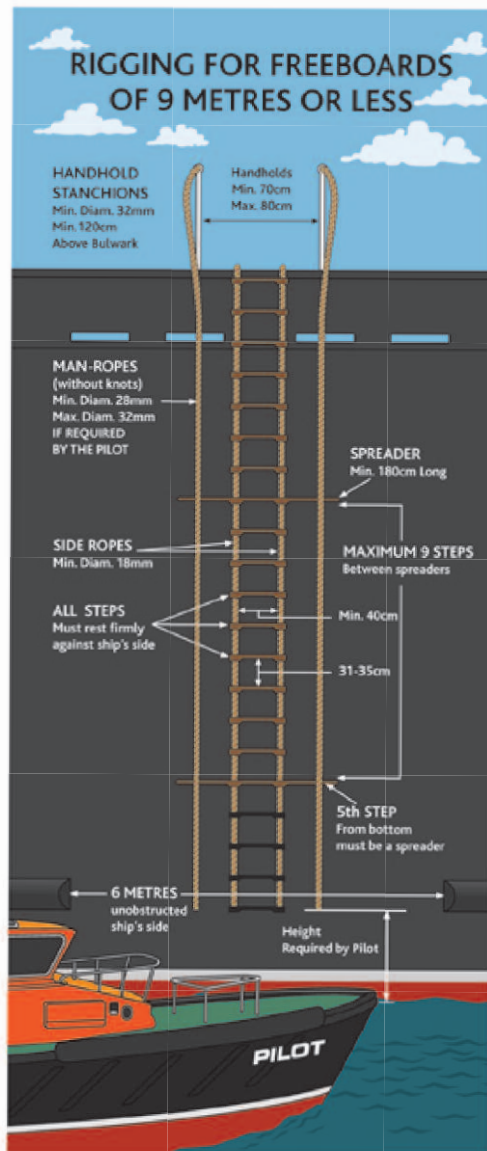 RIGGING FOR FREEBOARDS
OF 9 METRES OR LESS
HANDHOLD
STANCHIONS
Min. Diam. 32mm
Min. 120cm
Above Bulwark
Handholds
Min. 70cm
Max. 80cm
MAN-ROPES
(without knots)
Min. Diam. 28mm
Max. Diam. 32mm
IF REQUIRED
BY THE PILOT
SPREADER
Min. 180cm Long
SIDE ROPES
Min. Diam. 18mm
MAXIMUM 9 STEPS
Between spreaders
ALL STEPS
Must rest firmly
against ship's side
Min. 40cm
31-35cm
5th STEP
From bottom
must be a spreader
6 METRES
unobstructed
ship's side
Height
Required by Pilot
PILOT